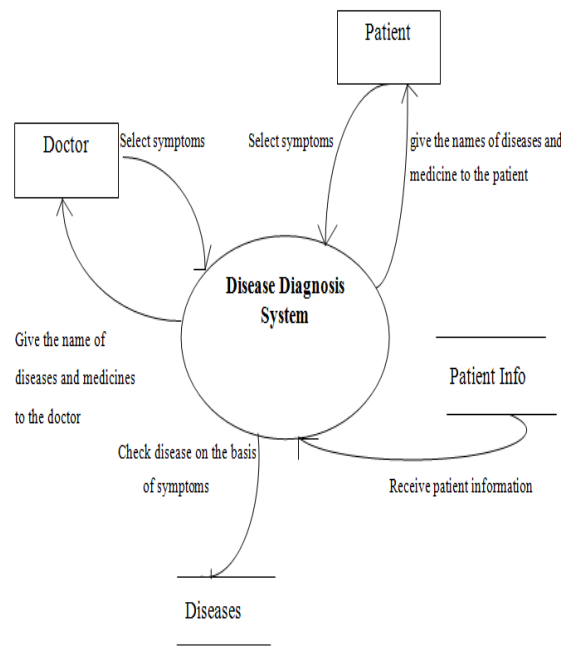 Patient
Doctor
Select symptoms
Select symptoms
give the names of diseases and
medicine to the patient
Disease Diagnosis
System
Give the name of
diseases and medicines
to the doctor
Patient Info
Check disease on the basis
of symptoms
Receive patient information
Diseases